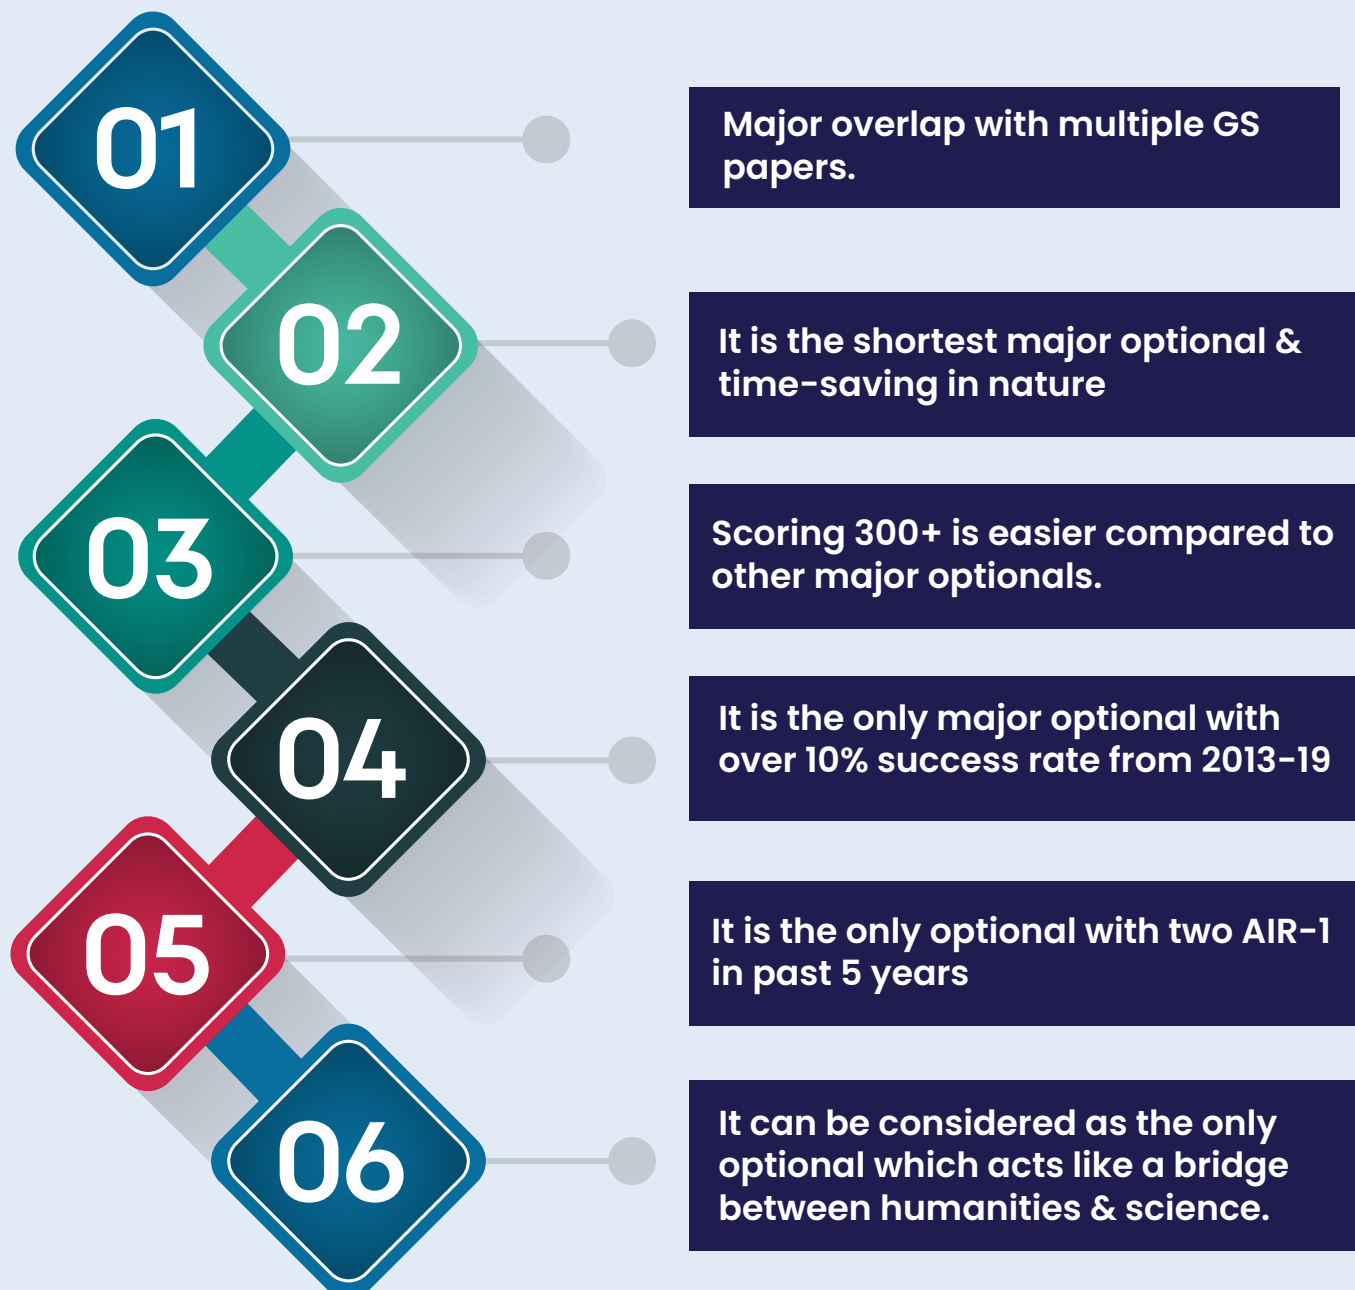 01
Major overlap with multiple GS
papers.
02
It is the shortest major optional &
time-saving in nature
03
Scoring 300+ is easier compared to
other major optionals.
04
It is the only major optional with
over 10% success rate from 2013-19
05
It is the only optional with two AIR-1
in past 5 years
06
It can be considered as the only
optional which acts like a bridge
between humanities & science.